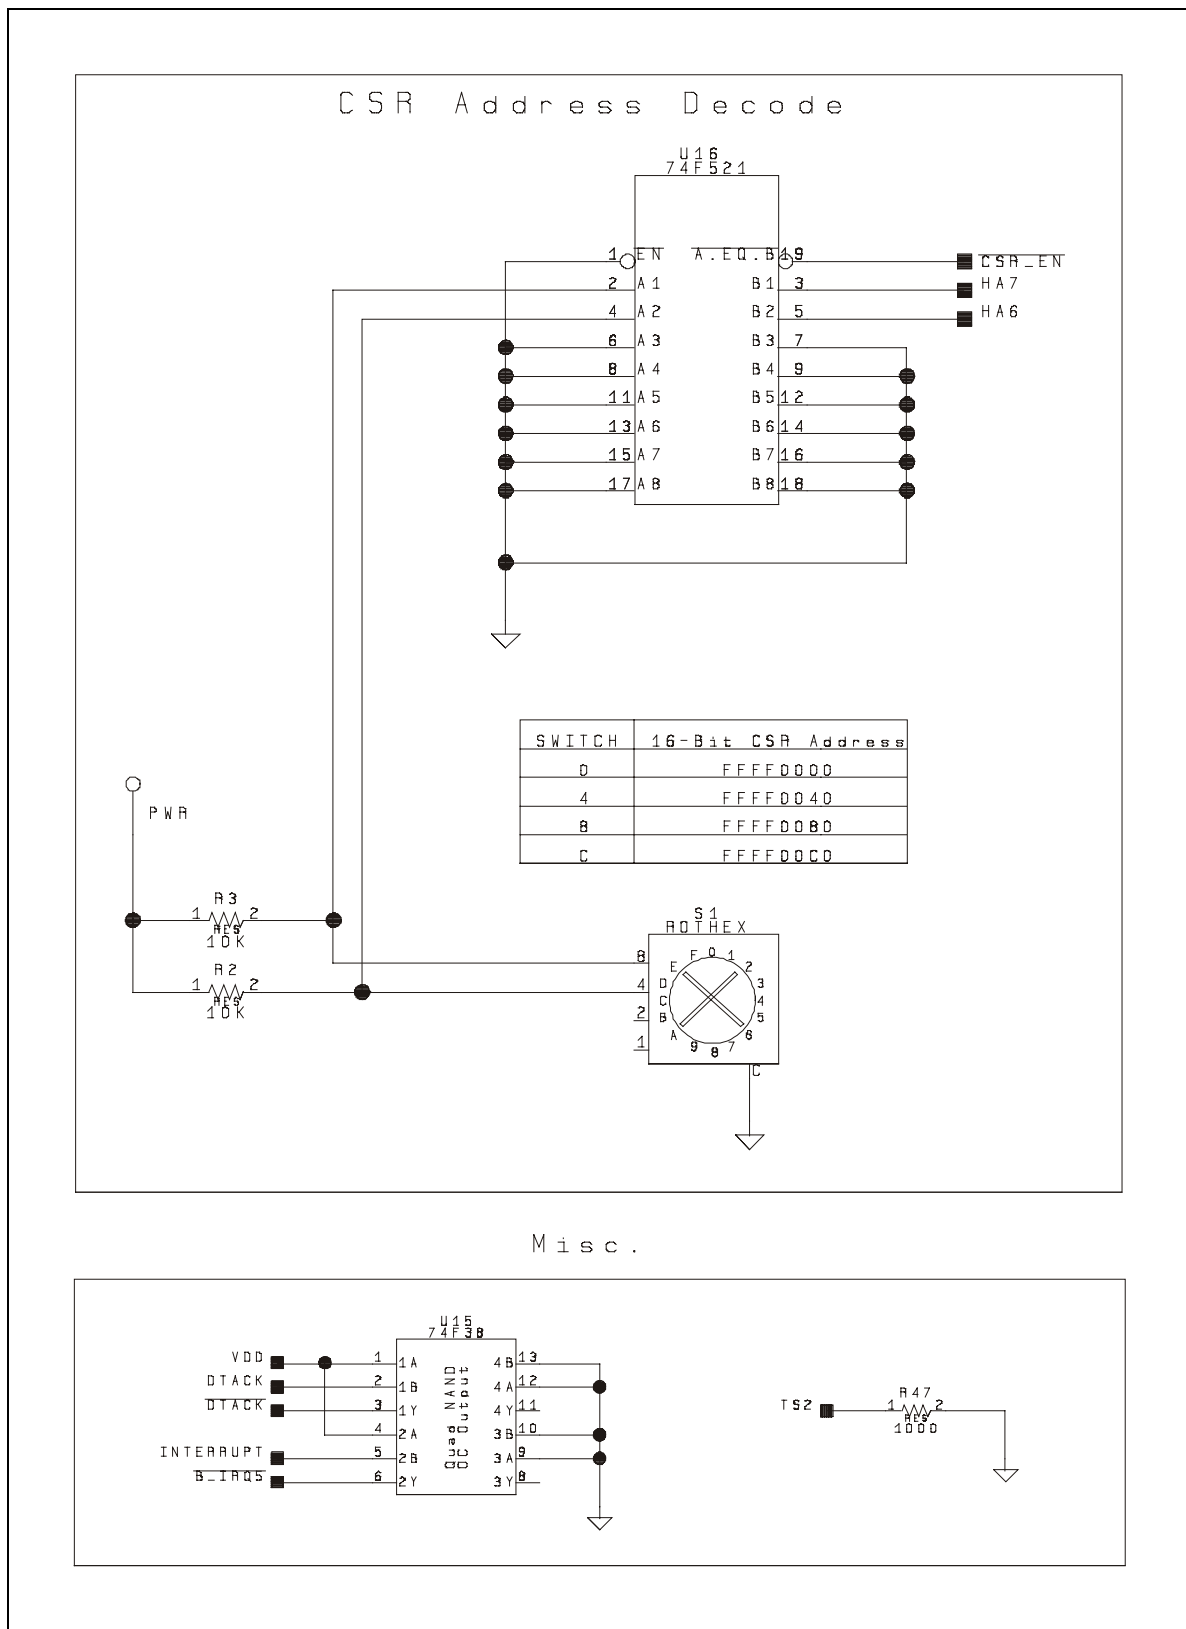 CSR Address Decode
U16
74F521
1 EN A.EQ.B 19 CSR_EN
2 A1 B1 3 HA7
4 A2 B2 5 HA6
6 A3 B3 7
8 A4 B4 9
11 A5 B5 12
13 A6 B6 14
15 A7 B7 16
17 A8 B8 18
SWITCH 16-Bit CSR Address
0 FFFF0000
4 FFFF0040
8 FFFF0080
C FFFF00C0
PWR
R3
1 2
RES
10K
R2
1 2
RES
10K
S1
ROTHEX
8
4
2
1
0 1 2 3 4 5 6 7 8 9 A B C D E F
C
Misc.
U15
74F38
Quad NAND
OC Output
VDD 1 1A 4B 13
DTACK 2 1B 4A 12
DTACK 3 1Y 4Y 11
4 2A 3B 10
INTERRUPT 5 2B 3A 9
B_IRQ5 6 2Y 3Y 8
R47
TS2 1 2
RES
1000